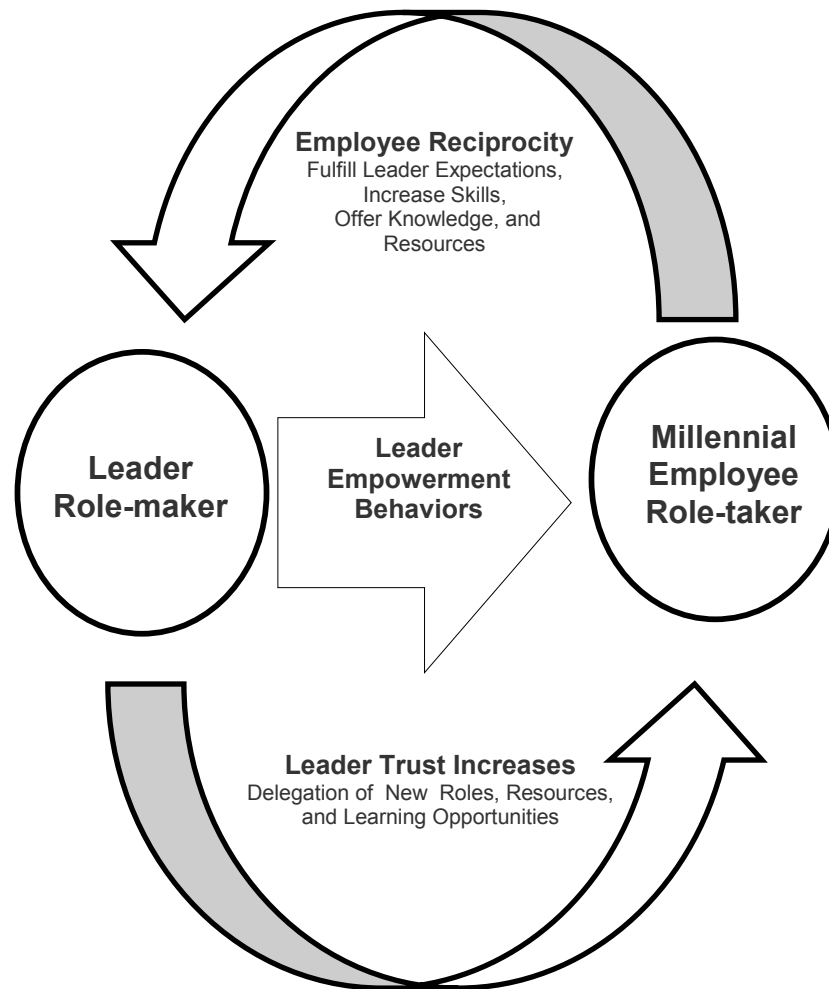 Employee Reciprocity
Fulfill Leader Expectations,
Increase Skills,
Offer Knowledge, and
Resources
Leader
Role-maker
Leader
Empowerment
Behaviors
Millennial
Employee
Role-taker
Leader Trust Increases
Delegation of New Roles, Resources,
and Learning Opportunities